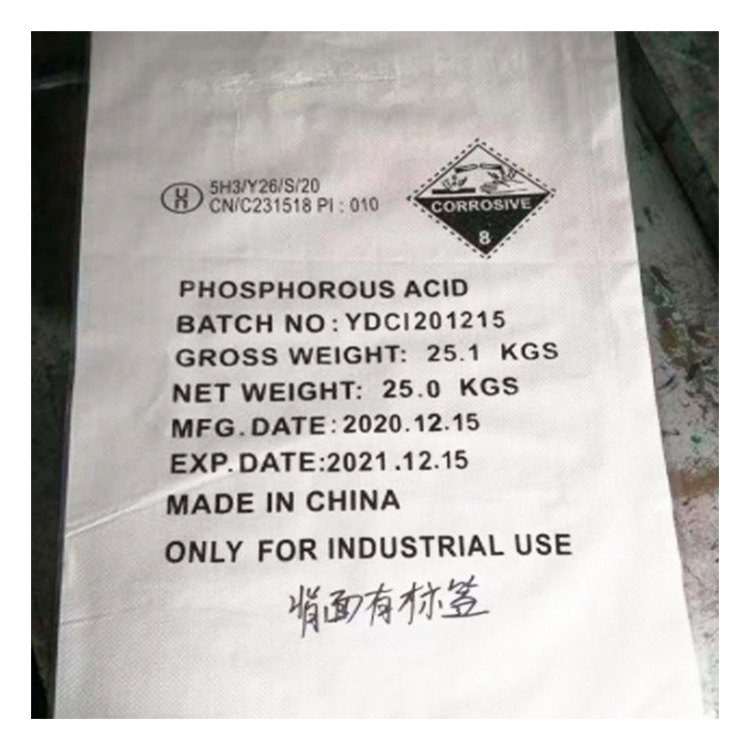 5H3/Y26/S/20
CN/C231518 PI : 010
CORROSIVE
8
PHOSPHOROUS ACID
BATCH NO : YDCI201215
GROSS WEIGHT: 25.1 KGS
NET WEIGHT: 25.0 KGS
MFG.DATE:2020.12.15
EXP.DATE:2021.12.15
MADE IN CHINA
ONLY FOR INDUSTRIAL USE
背面有标签